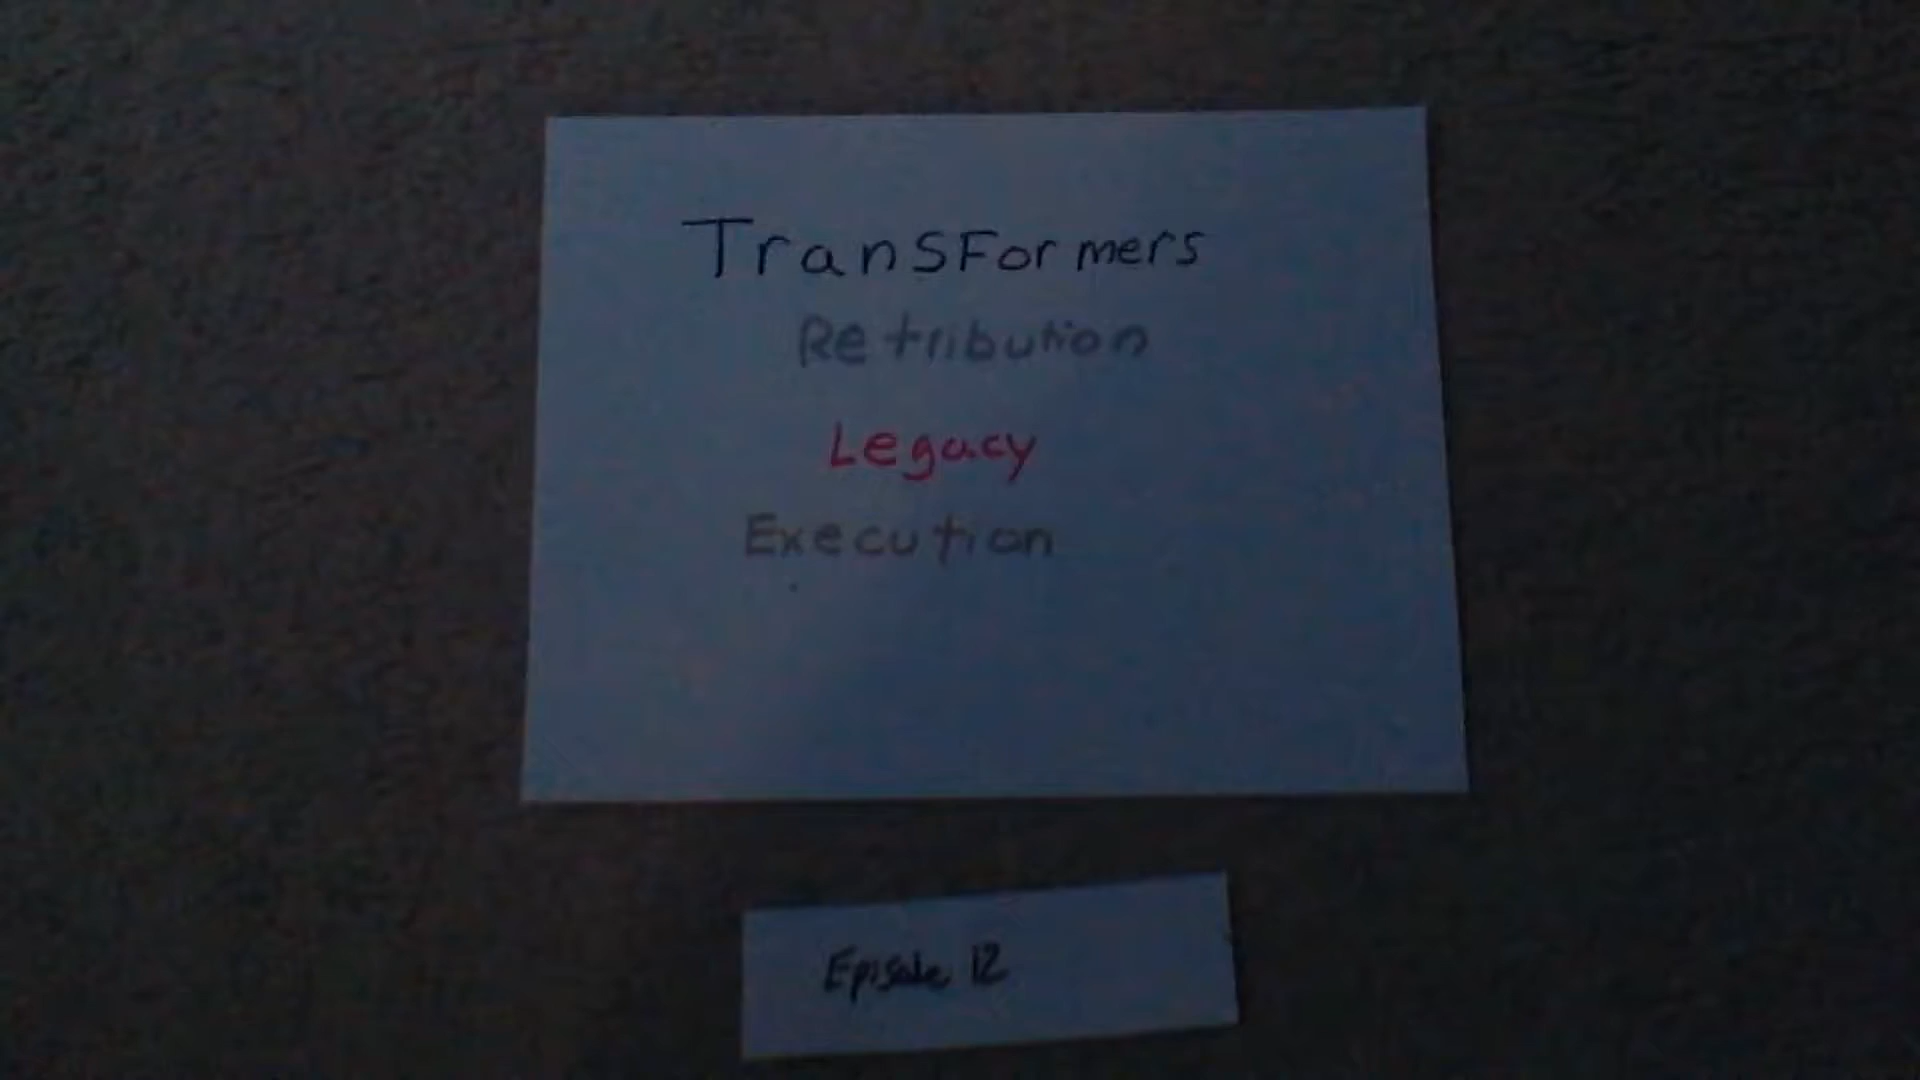 TransFormers
Retribution
Legacy
Execution
Episode 12